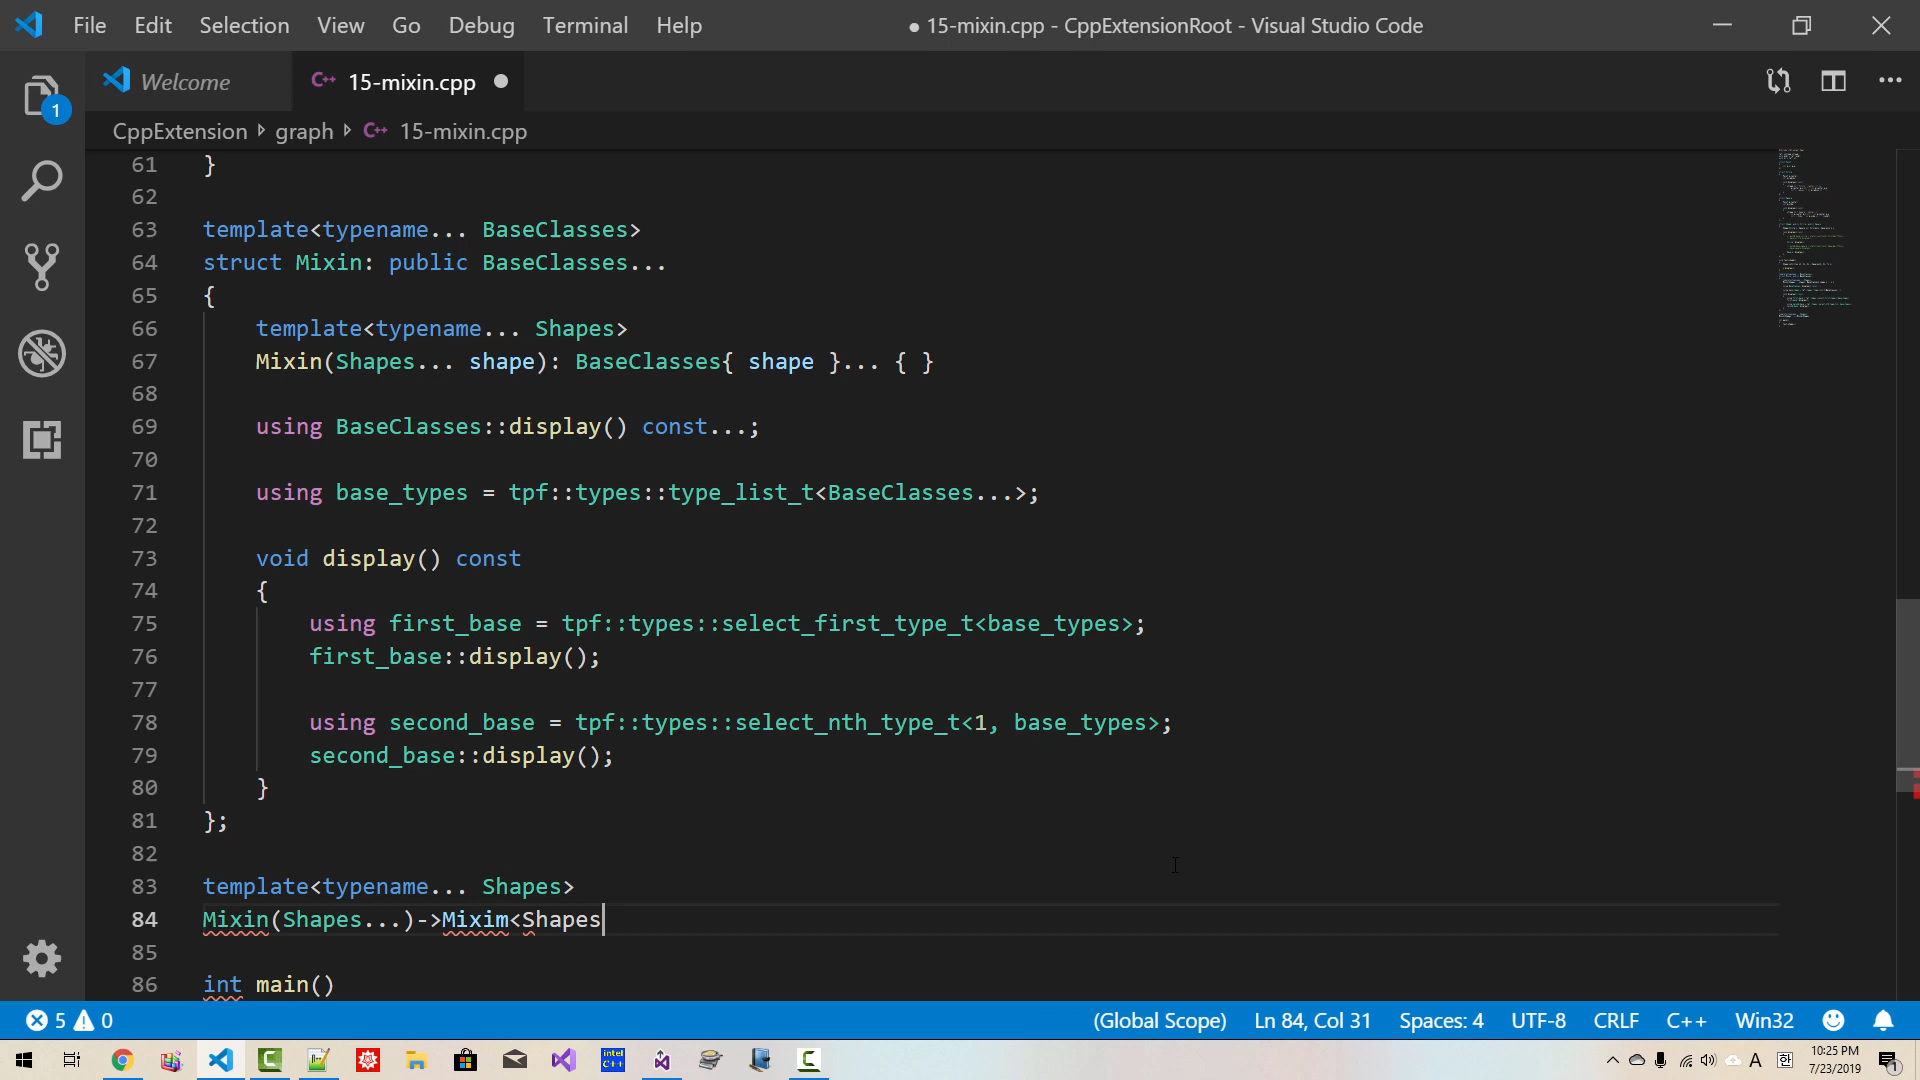 File Edit Selection View Go Debug Terminal Help
● 15-mixin.cpp - CppExtensionRoot - Visual Studio Code
1
Welcome
C++ 15-mixin.cpp
CppExtension graph C++ 15-mixin.cpp
61 }
62
63 template<typename... BaseClasses>
64 struct Mixin: public BaseClasses...
65 {
66 template<typename... Shapes>
67 Mixin(Shapes... shape): BaseClasses{ shape }... { }
68
69 using BaseClasses::display() const...;
70
71 using base_types = tpf::types::type_list_t<BaseClasses...>;
72
73 void display() const
74 {
75 using first_base = tpf::types::select_first_type_t<base_types>;
76 first_base::display();
77
78 using second_base = tpf::types::select_nth_type_t<1, base_types>;
79 second_base::display();
80 }
81 };
82
83 template<typename... Shapes>
84 Mixin(Shapes...)->Mixim<Shapes
85
86 int main()
5 0 (Global Scope) Ln 84, Col 31 Spaces: 4 UTF-8 CRLF C++ Win32
intel C++
A 한 10:25 PM
7/23/2019
1